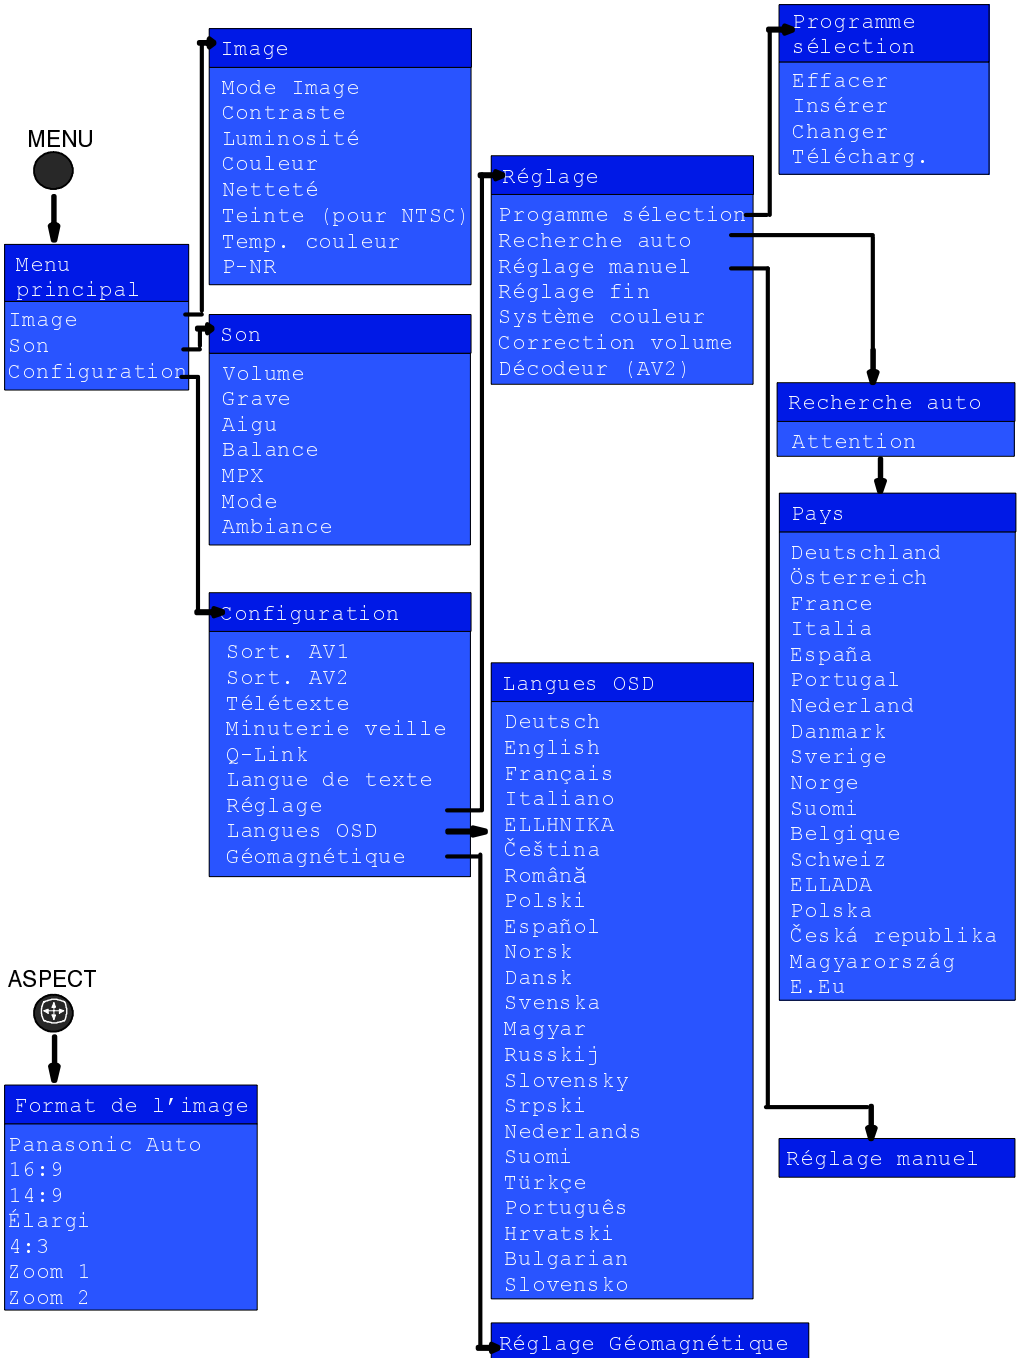 MENU
Menu
principal
Image
Son
Configuration
Image
Mode Image
Contraste
Luminosité
Couleur
Netteté
Teinte (pour NTSC)
Temp. couleur
P-NR
Son
Volume
Grave
Aigu
Balance
MPX
Mode
Ambiance
Configuration
Sort. AV1
Sort. AV2
Télétexte
Minuterie veille
Q-Link
Langue de texte
Réglage
Langues OSD
Géomagnétique
Réglage
Progamme sélection
Recherche auto
Réglage manuel
Réglage fin
Système couleur
Correction volume
Décodeur (AV2)
Programme
sélection
Effacer
Insérer
Changer
Télécharg.
Recherche auto
Attention
Pays
Deutschland
Österreich
France
Italia
España
Portugal
Nederland
Danmark
Sverige
Norge
Suomi
Belgique
Schweiz
ELLADA
Polska
Česká republika
Magyarország
E.Eu
Langues OSD
Deutsch
English
Français
Italiano
ELLHNIKA
Čeština
Română
Polski
Español
Norsk
Dansk
Svenska
Magyar
Russkij
Slovensky
Srpski
Nederlands
Suomi
Türkçe
Português
Hrvatski
Bulgarian
Slovensko
Réglage manuel
Réglage Géomagnétique
ASPECT
Format de l’image
Panasonic Auto
16:9
14:9
Élargi
4:3
Zoom 1
Zoom 2